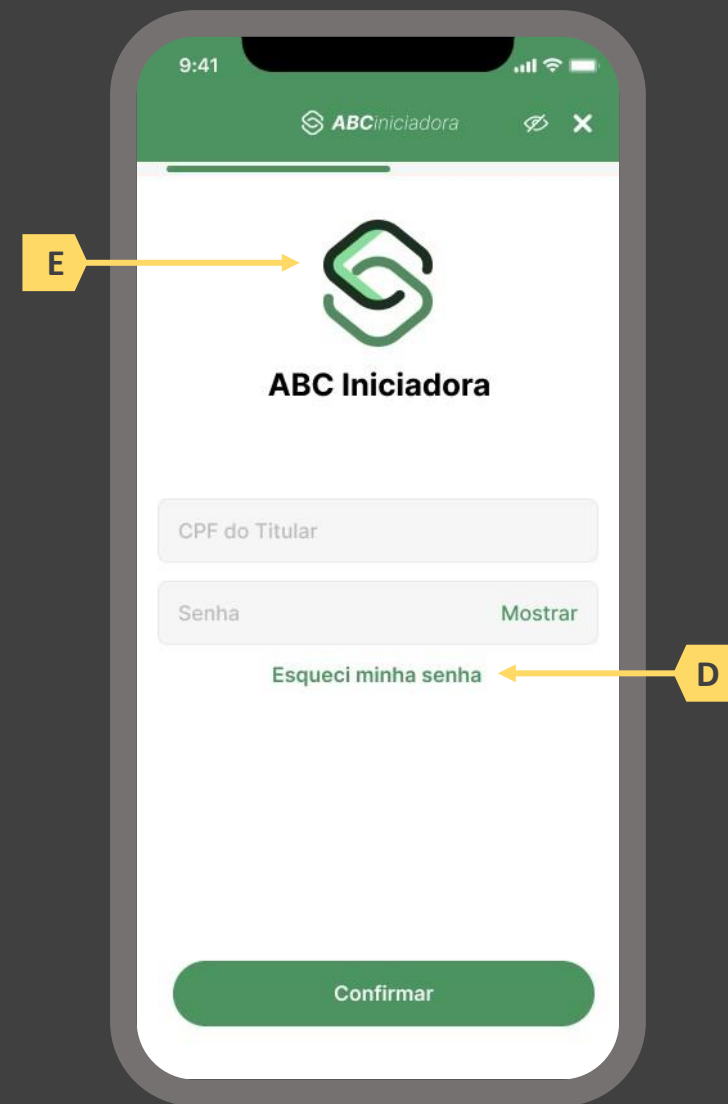 9:41
ABCiniciadora
E
ABC Iniciadora
CPF do Titular
Senha Mostrar
Esqueci minha senha
D
Confirmar